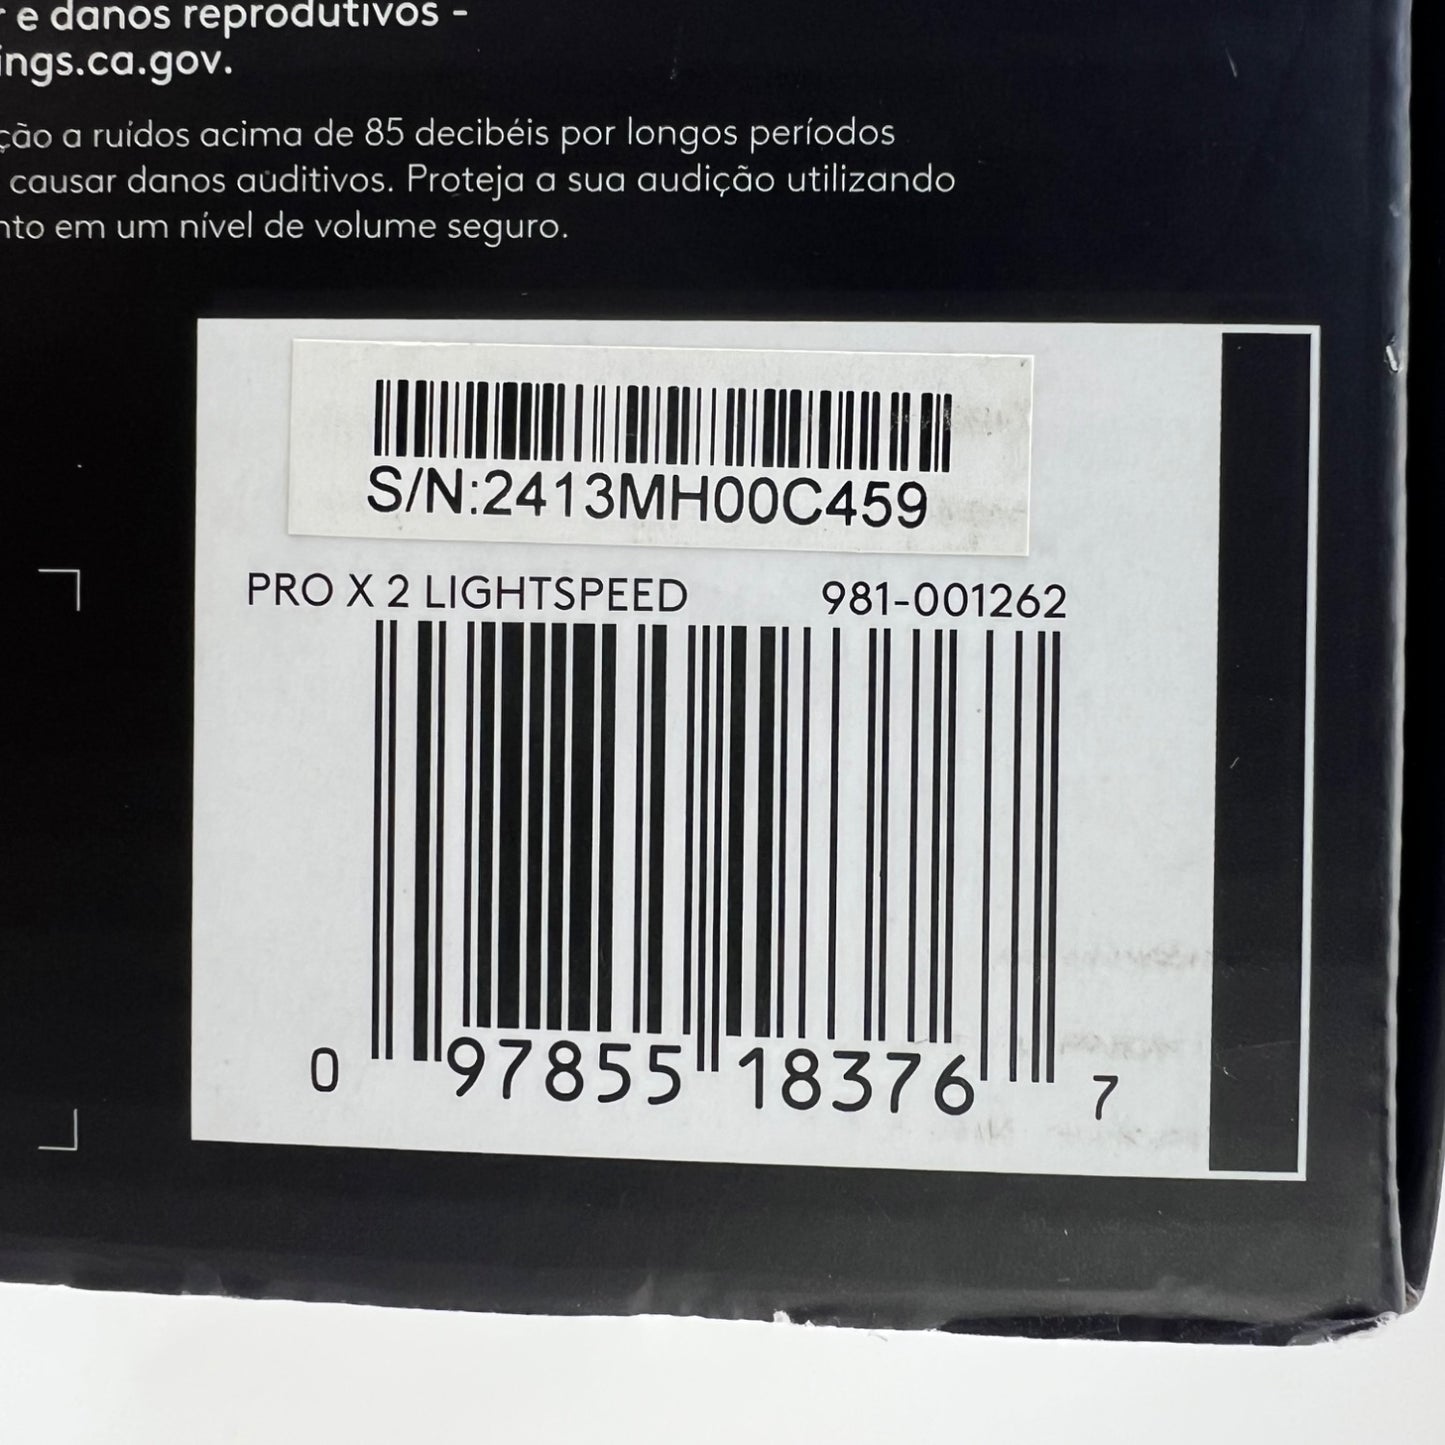 e danos reprodutivos -
ings.ca.gov.
ção a ruídos acima de 85 decibéis por longos períodos
causar danos auditivos. Proteja a sua audição utilizando
nto em um nível de volume seguro.
S/N:2413MH00C459
PRO X 2 LIGHTSPEED 981-001262
0 97855 18376 7